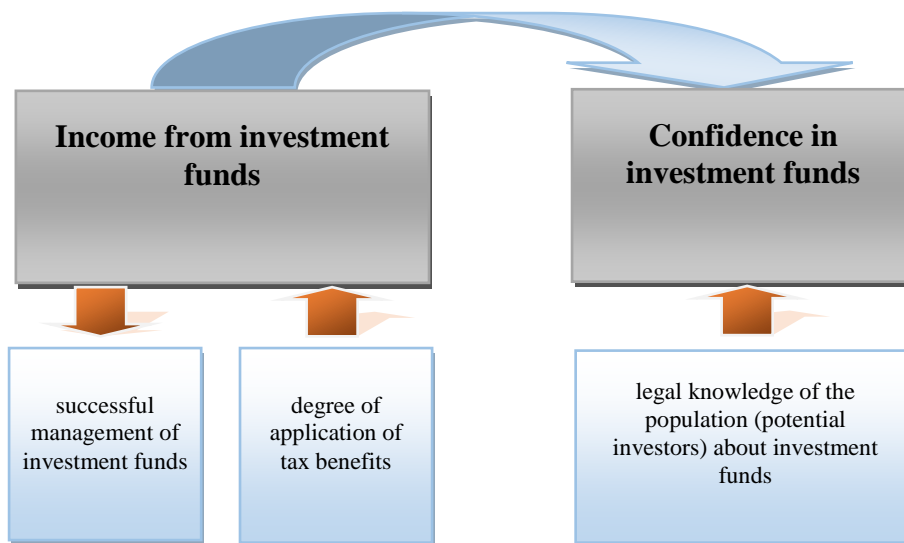 Income from investment
funds
Confidence in
investment funds
successful
management of
investment funds
degree of
application of
tax benefits
legal knowledge of the
population (potential
investors) about investment
funds